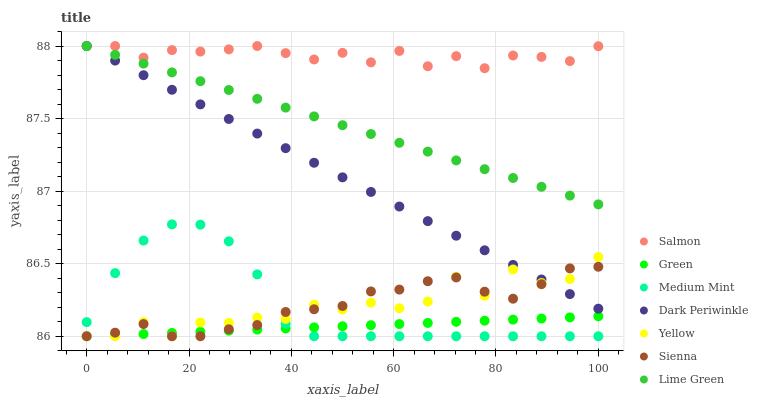 title
yaxis_label
88
87.5
87
86.5
86
0
20
40
60
80
100
xaxis_label
Salmon
Green
Medium Mint
Dark Periwinkle
Yellow
Sienna
Lime Green